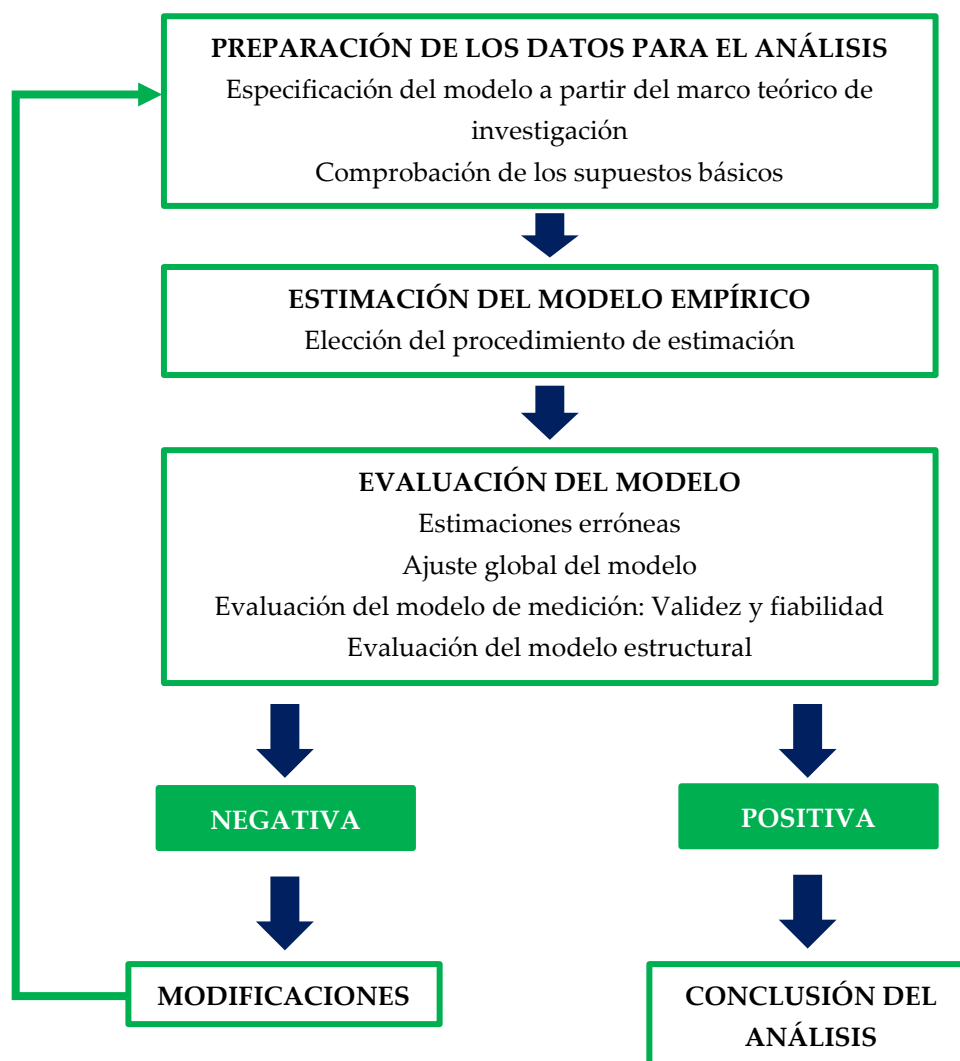 PREPARACIÓN DE LOS DATOS PARA EL ANÁLISIS
Especificación del modelo a partir del marco teórico de
investigación
Comprobación de los supuestos básicos
ESTIMACIÓN DEL MODELO EMPÍRICO
Elección del procedimiento de estimación
EVALUACIÓN DEL MODELO
Estimaciones erróneas
Ajuste global del modelo
Evaluación del modelo de medición: Validez y fiabilidad
Evaluación del modelo estructural
NEGATIVA
POSITIVA
MODIFICACIONES
CONCLUSIÓN DEL
ANÁLISIS